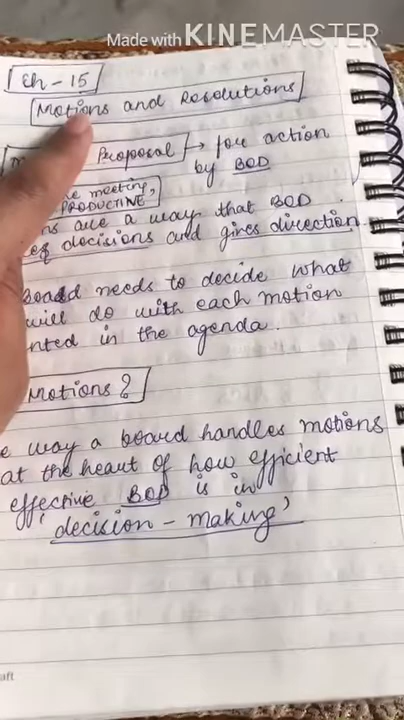 Made with KINEMASTER
Ch - 15
Motions and Resolutions
Proposal → for action
by BOD
meeting,
PRODUCTIVE
are a way that BOD
decisions and gives direction
needs to decide what
will do with each motion
in the agenda.
Motions?
way a board handles motions
at the heart of how efficient
effective BOD is in
'decision - making'